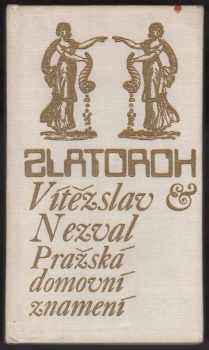 ZLATOROH
Vítězslav &
Nezval
Pražská
domovní
znamení